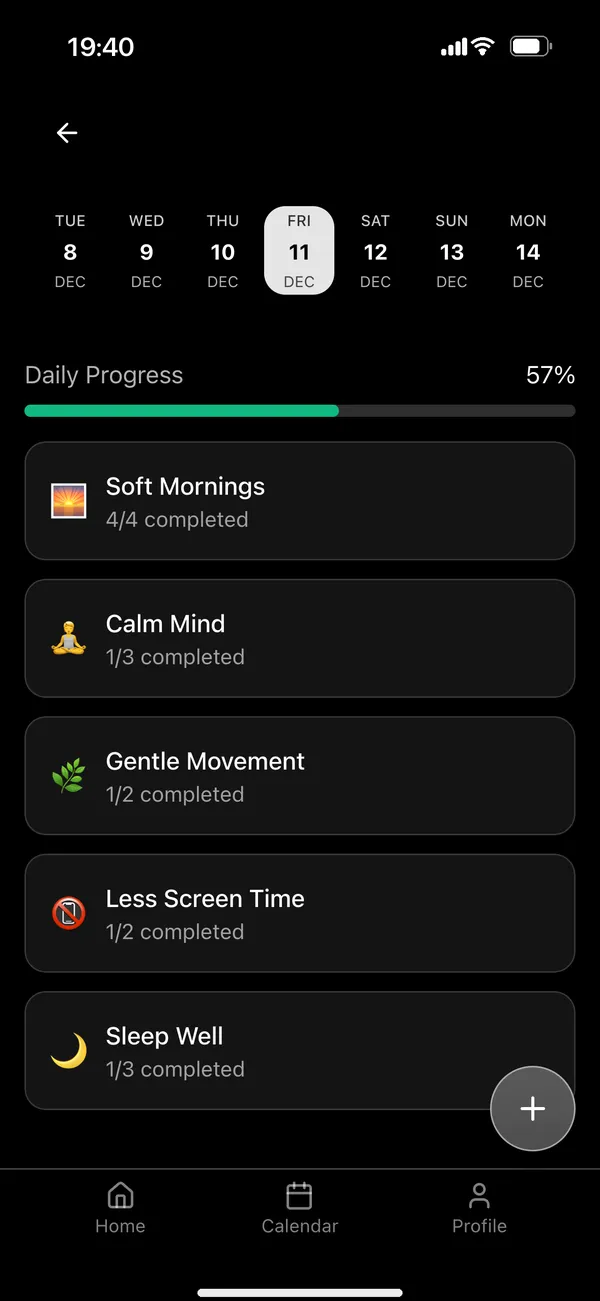 19:40
TUE WED THU FRI SAT SUN MON
8 9 10 11 12 13 14
DEC DEC DEC DEC DEC DEC DEC
Daily Progress 57%
Soft Mornings
4/4 completed
Calm Mind
1/3 completed
Gentle Movement
1/2 completed
Less Screen Time
1/2 completed
Sleep Well
1/3 completed
Home Calendar Profile